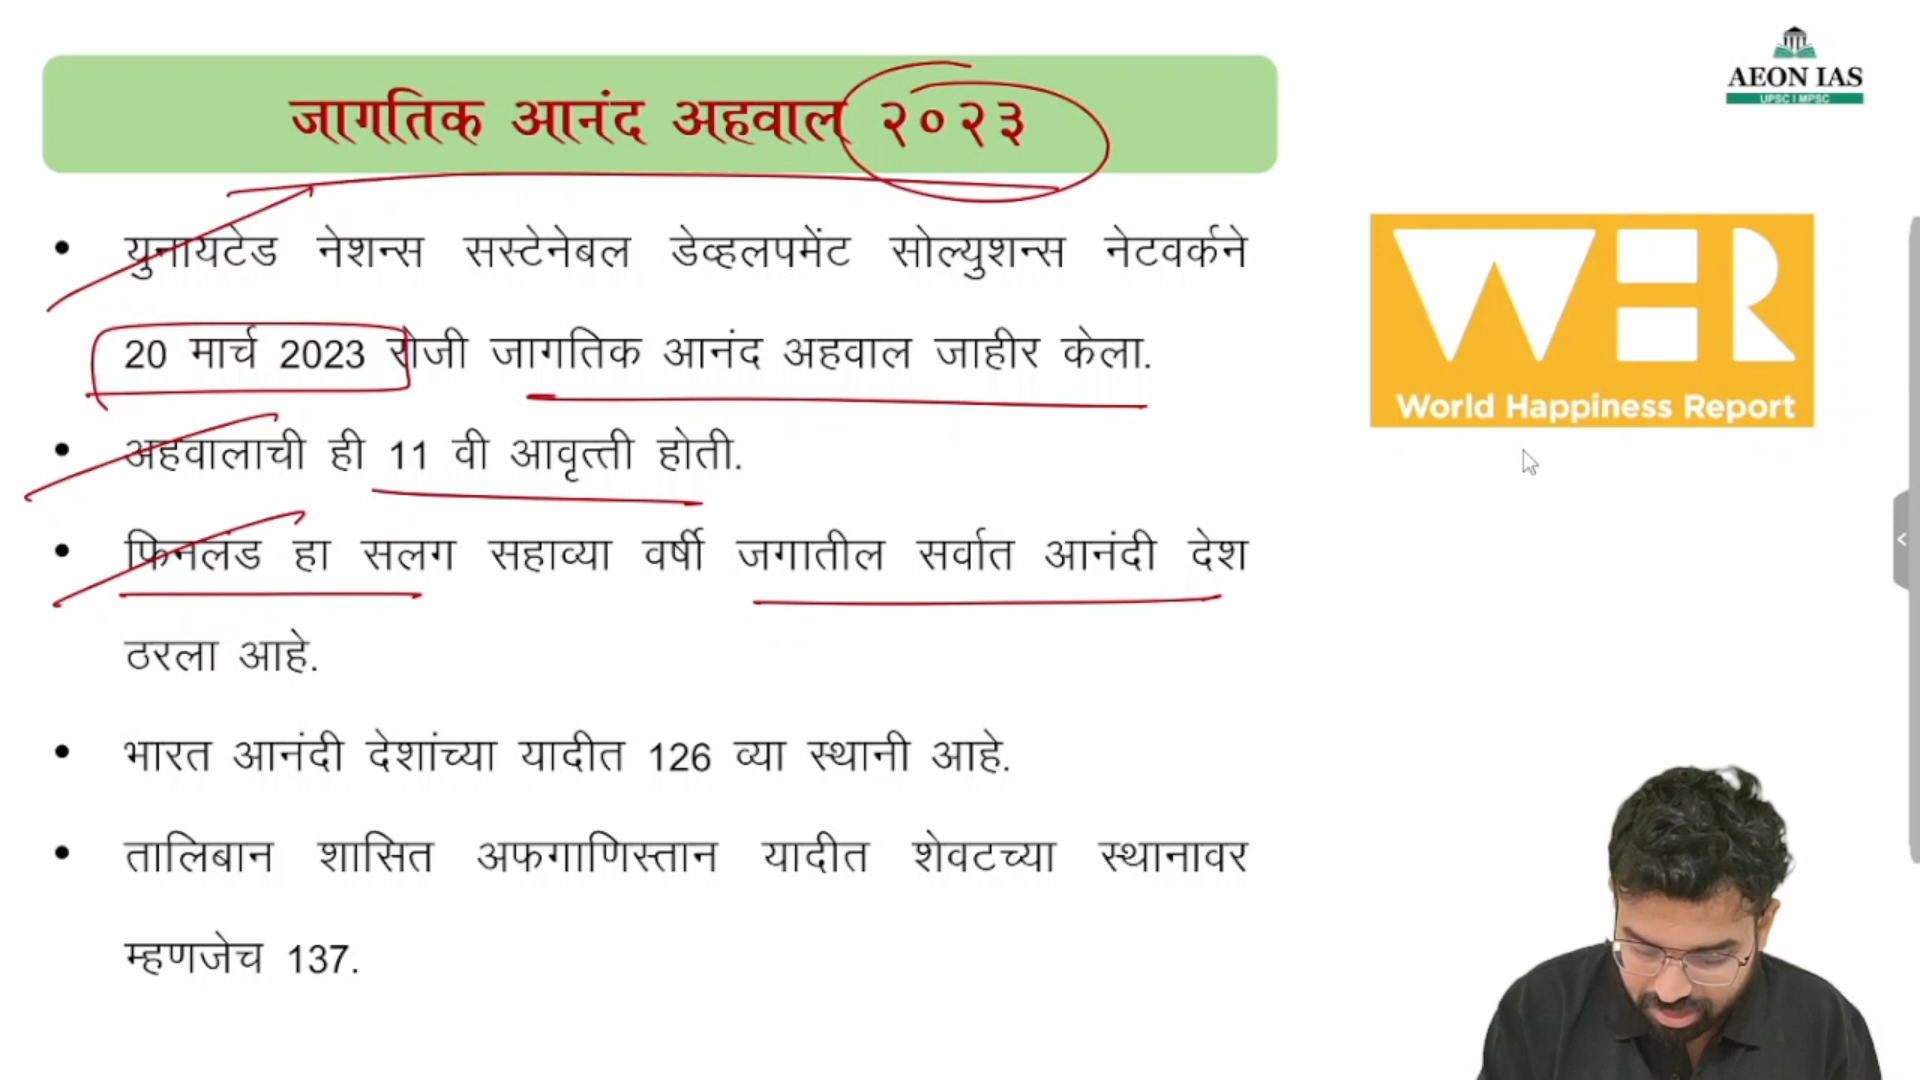 जागतिक आनंद अहवाल २०२३
AEON IAS
UPSC | MPSC
• युनायटेड नेशन्स सस्टेनेबल डेव्हलपमेंट सोल्युशन्स नेटवर्कने
20 मार्च 2023 रोजी जागतिक आनंद अहवाल जाहीर केला.
• अहवालाची ही 11 वी आवृत्ती होती.
• फिनलंड हा सलग सहाव्या वर्षी जगातील सर्वात आनंदी देश
ठरला आहे.
• भारत आनंदी देशांच्या यादीत 126 व्या स्थानी आहे.
• तालिबान शासित अफगाणिस्तान यादीत शेवटच्या स्थानावर
म्हणजेच 137.
WHR
World Happiness Report